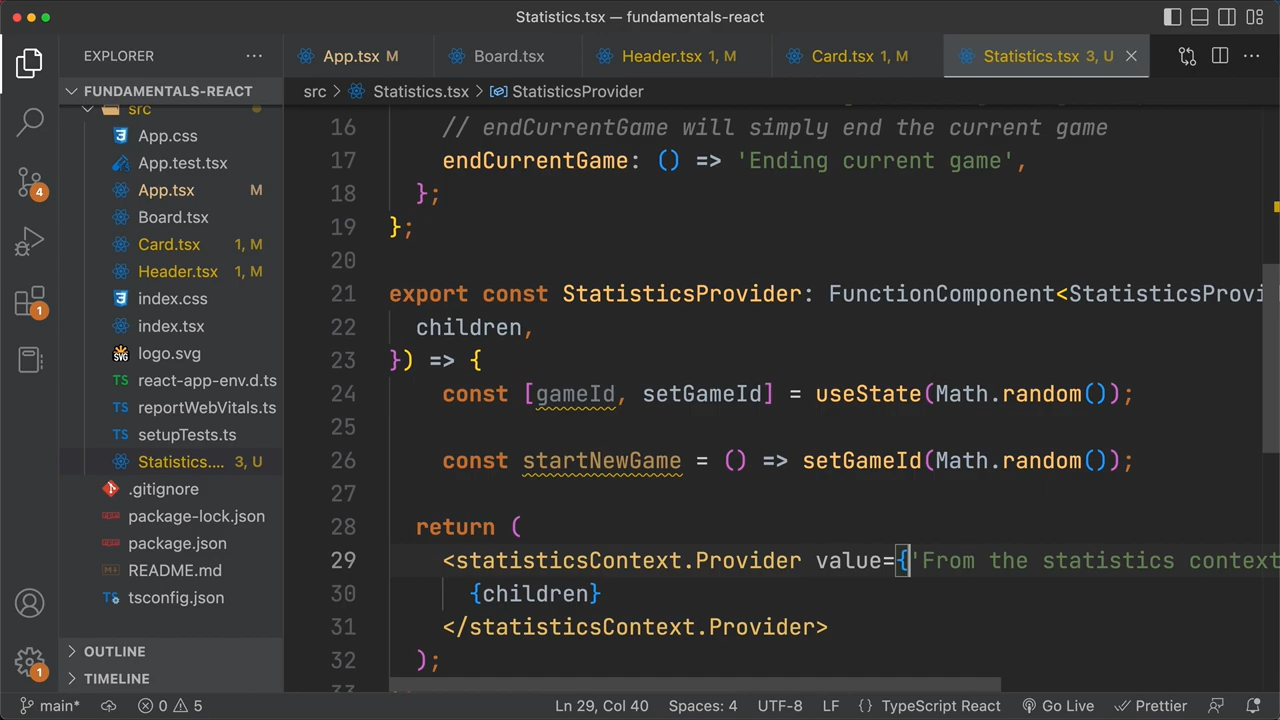 Statistics.tsx — fundamentals-react
EXPLORER
App.tsx M
Board.tsx
Header.tsx 1, M
Card.tsx 1, M
Statistics.tsx 3, U
FUNDAMENTALS-REACT
src > Statistics.tsx > StatisticsProvider
src
App.css
App.test.tsx
App.tsx M
Board.tsx
Card.tsx 1, M
Header.tsx 1, M
index.css
index.tsx
logo.svg
react-app-env.d.ts
reportWebVitals.ts
setupTests.ts
Statistics.... 3, U
.gitignore
package-lock.json
package.json
README.md
tsconfig.json
OUTLINE
TIMELINE
4
1
1
16 // endCurrentGame will simply end the current game
17 endCurrentGame: () => 'Ending current game',
18 };
19 };
20
21 export const StatisticsProvider: FunctionComponent<StatisticsProvi
22 children,
23 }) => {
24 const [gameId, setGameId] = useState(Math.random());
25
26 const startNewGame = () => setGameId(Math.random());
27
28 return (
29 <statisticsContext.Provider value={'From the statistics context
30 {children}
31 </statisticsContext.Provider>
32 );
33
main* 0 5 Ln 29, Col 40 Spaces: 4 UTF-8 LF {} TypeScript React Go Live Prettier